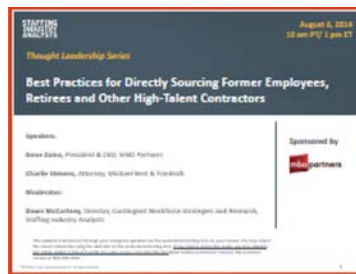 STAFFING
INDUSTRY
ANALYSTS
August 6, 2014
10 am PT/ 1 pm ET
Thought Leadership Series
Best Practices for Directly Sourcing Former Employees,
Retirees and Other High-Talent Contractors
Speakers:
Gene Zaino, President & CEO, MBO Partners
Charlie Stevens, Attorney, Michael Best & Friedrich
Moderator:
Dawn McCartney, Director, Contingent Workforce Strategies and Research,
Staffing Industry Analysts
Sponsored by
mbopartners